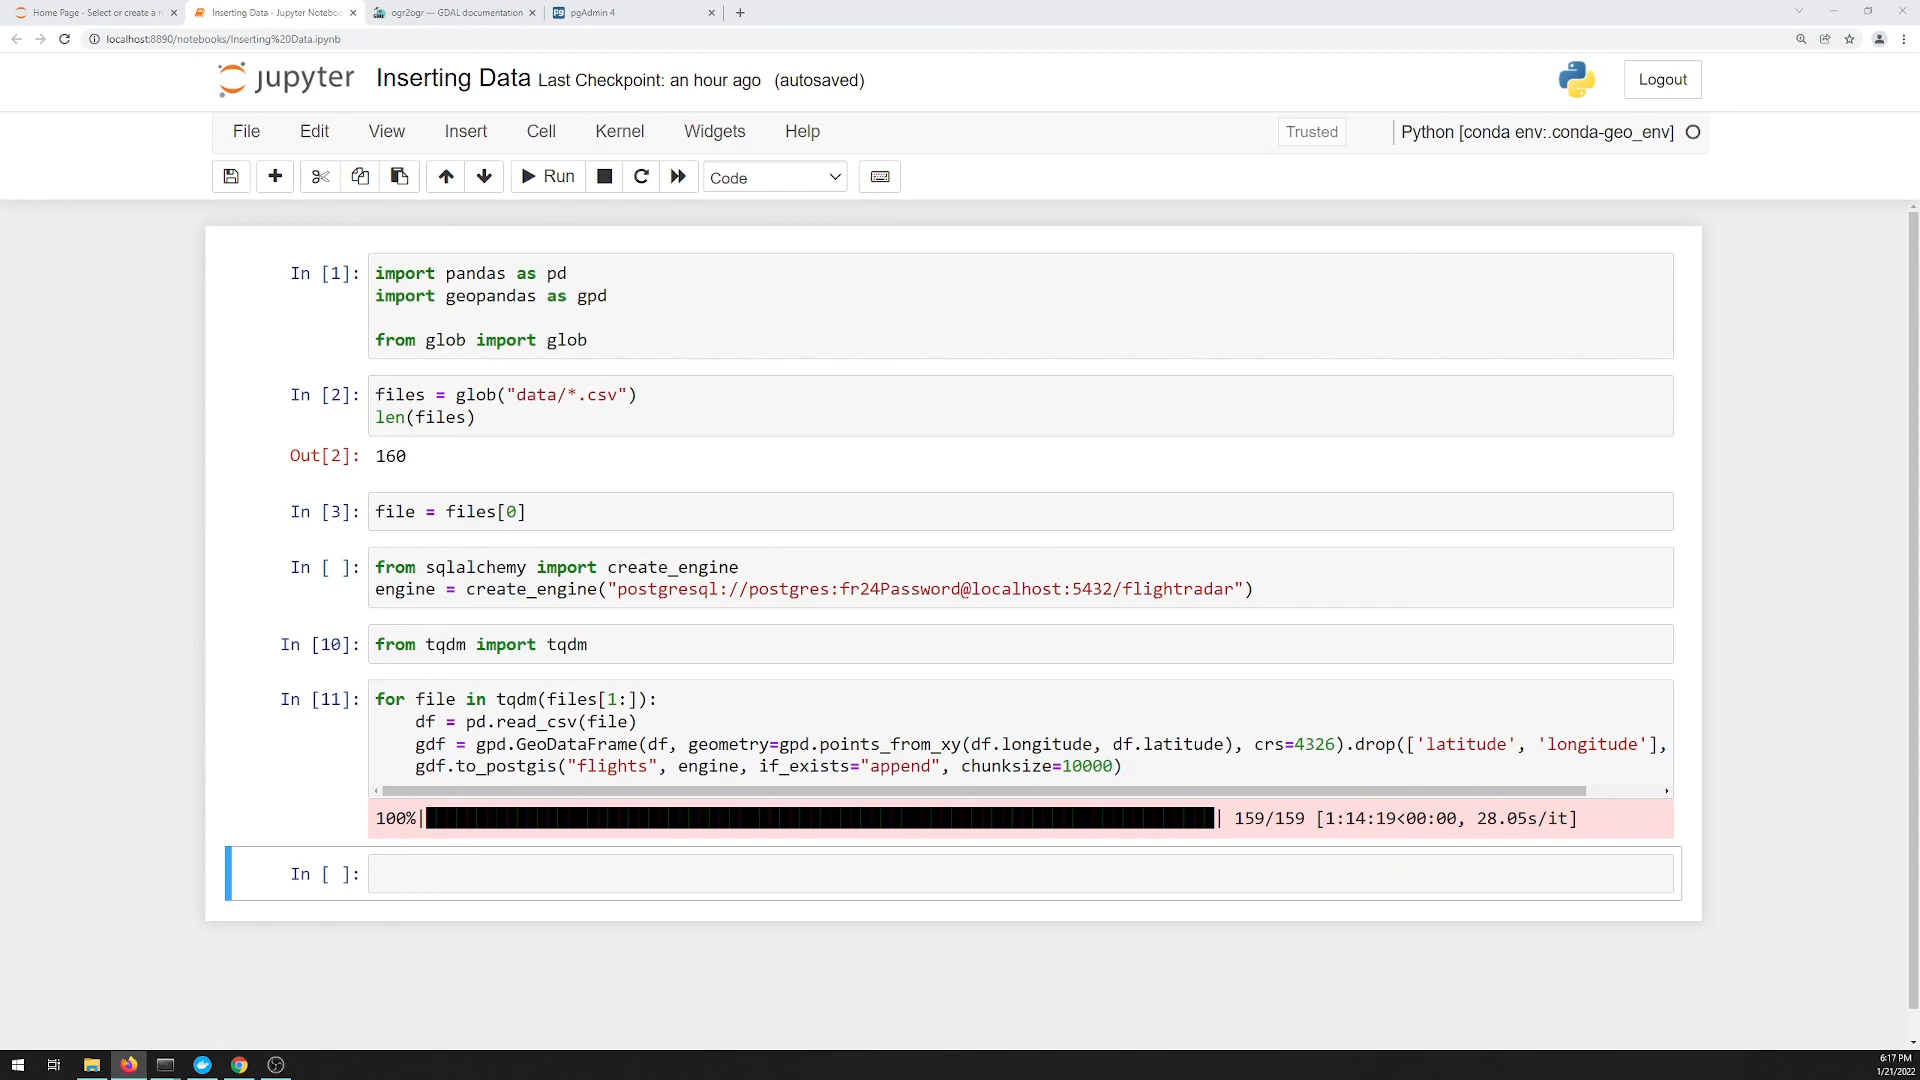 Home Page - Select or create a n
Inserting Data - Jupyter Noteboo
ogr2ogr — GDAL documentation
pgAdmin 4
localhost:8890/notebooks/Inserting%20Data.ipynb
jupyter Inserting Data Last Checkpoint: an hour ago (autosaved)
Logout
File Edit View Insert Cell Kernel Widgets Help
Trusted
Python [conda env:.conda-geo_env]
Run
Code
In [1]: import pandas as pd
import geopandas as gpd
from glob import glob
In [2]: files = glob("data/*.csv")
len(files)
Out[2]: 160
In [3]: file = files[0]
In [ ]: from sqlalchemy import create_engine
engine = create_engine("postgresql://postgres:fr24Password@localhost:5432/flightradar")
In [10]: from tqdm import tqdm
In [11]: for file in tqdm(files[1:]):
df = pd.read_csv(file)
gdf = gpd.GeoDataFrame(df, geometry=gpd.points_from_xy(df.longitude, df.latitude), crs=4326).drop(['latitude', 'longitude'],
gdf.to_postgis("flights", engine, if_exists="append", chunksize=10000)
100%| | 159/159 [1:14:19<00:00, 28.05s/it]
In [ ]:
6:17 PM
1/21/2022